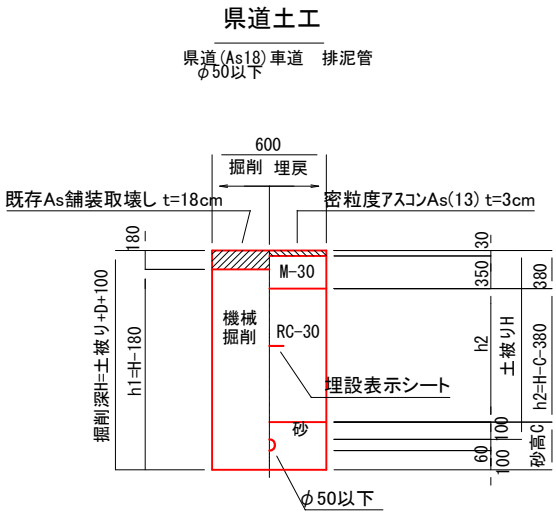 県道土工
県道(As18)車道　排泥管
φ50以下
600
掘削 埋戻
既存As舗装取壊し t=18cm
密粒度アスコンAs(13) t=3cm
180
30
M-30
350
380
掘削深H=土被り+D+100
h1=H-180
機械
掘削
RC-30
h2
土被りH
h2=H-C-380
埋設表示シート
砂
100
砂高C
60
100
φ50以下